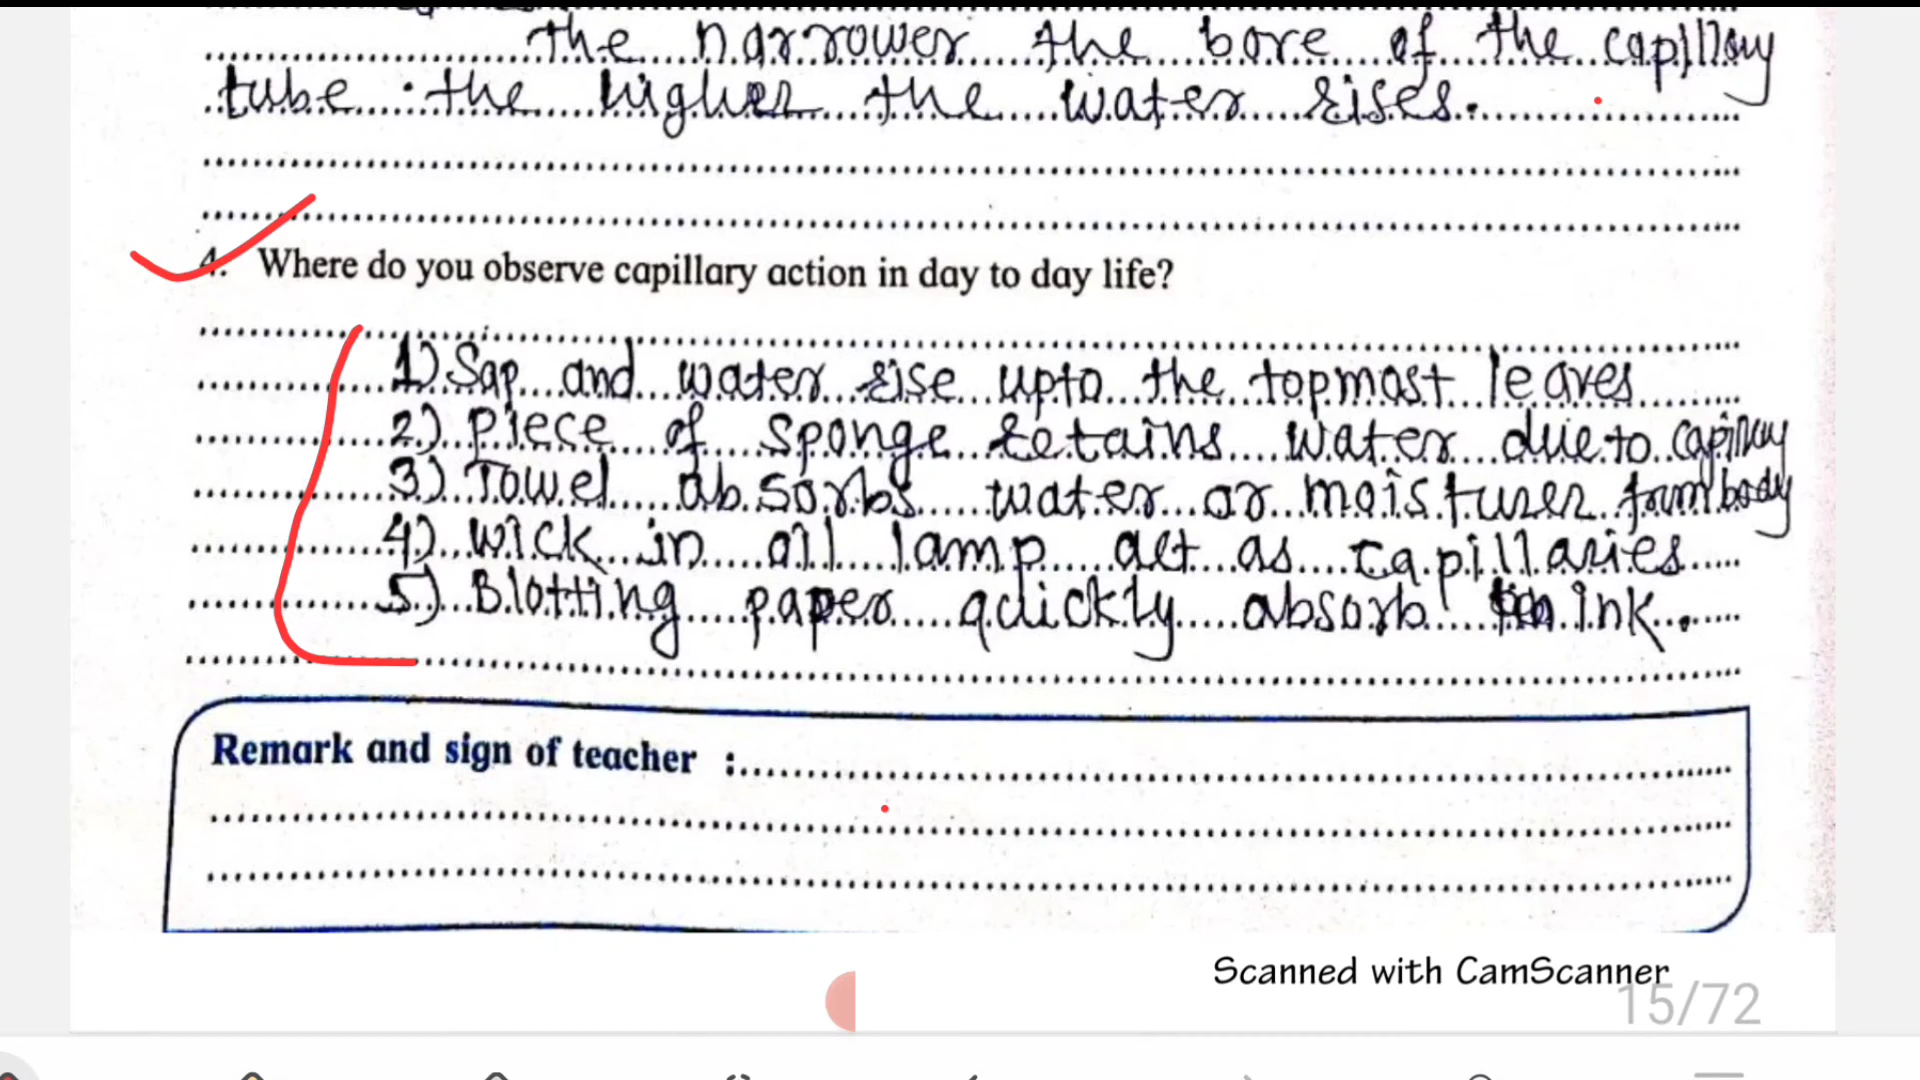 the narrower the bore of the capillary
tube the higher the water rises.
4. Where do you observe capillary action in day to day life?
1) Sap and water rise upto the topmost leaves
2) Piece of sponge retains water due to capillay
3) Towel absorbs water or moisturer from body
4) Wick in oil lamp act as capillaries
5) Blotting paper quickly absorb ink.
Remark and sign of teacher :
Scanned with CamScanner
15/72